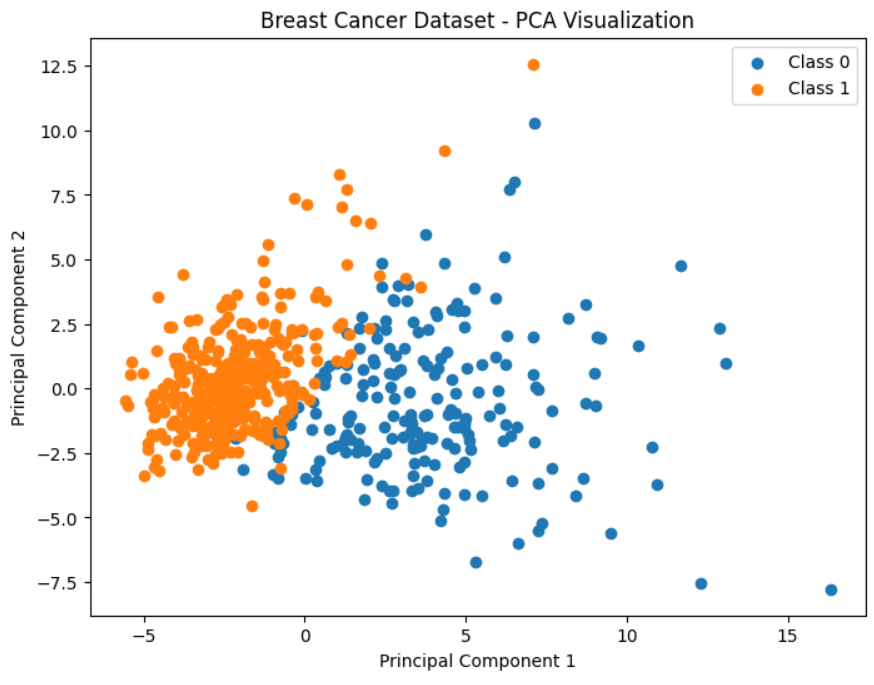 Breast Cancer Dataset - PCA Visualization
Class 0
Class 1
12.5
10.0
7.5
5.0
2.5
0.0
−2.5
−5.0
−7.5
Principal Component 2
−5
0
5
10
15
Principal Component 1